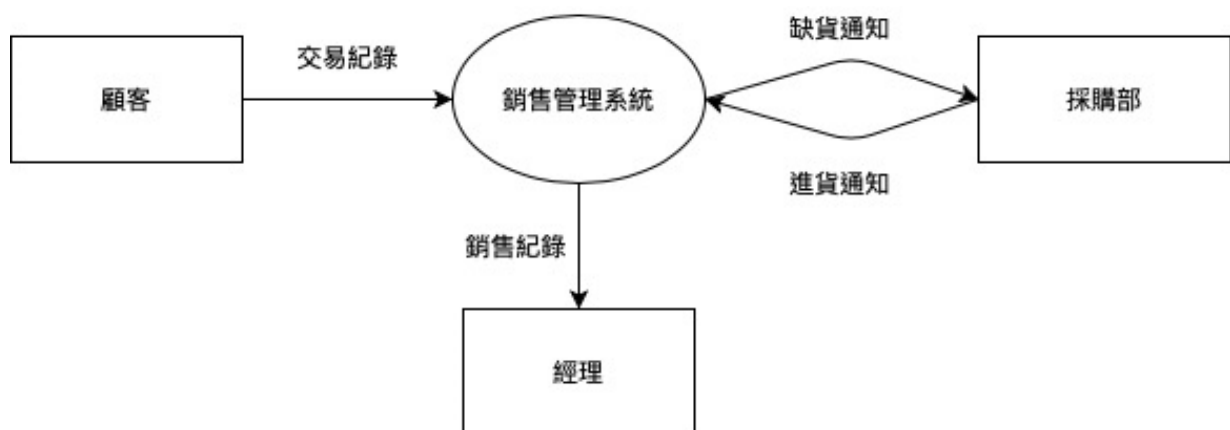 缺貨通知
交易紀錄
顧客
銷售管理系統
採購部
進貨通知
銷售紀錄
經理